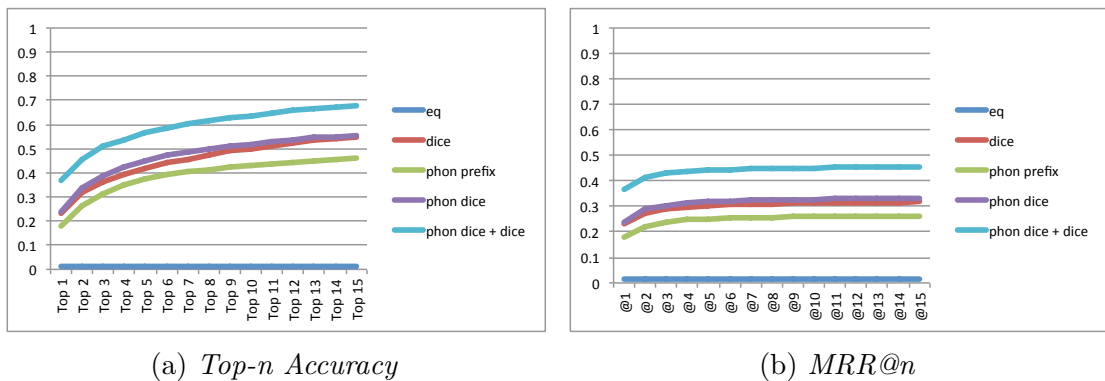 1
0.9
0.8
0.7
0.6
0.5
0.4
0.3
0.2
0.1
0
Top 1
Top 2
Top 3
Top 4
Top 5
Top 6
Top 7
Top 8
Top 9
Top 10
Top 11
Top 12
Top 13
Top 14
Top 15
eq
dice
phon prefix
phon dice
phon dice + dice
(a) Top-n Accuracy
1
0.9
0.8
0.7
0.6
0.5
0.4
0.3
0.2
0.1
0
@1
@2
@3
@4
@5
@6
@7
@8
@9
@10
@11
@12
@13
@14
@15
eq
dice
phon prefix
phon dice
phon dice + dice
(b) MRR@n